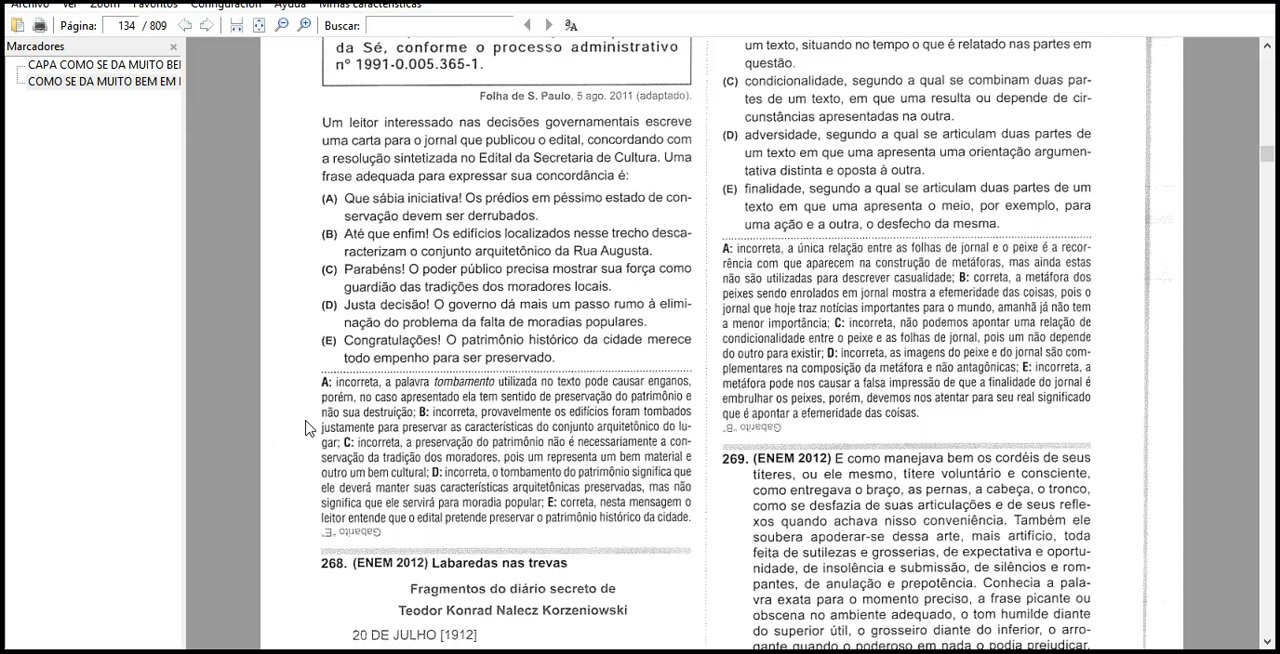 Archivo Ver Zoom Favoritos Configuración Ayuda Mínas características
Página: 134 / 809 Buscar:
Marcadores
CAPA COMO SE DA MUITO BEI
COMO SE DA MUITO BEM EM I
da Sé, conforme o processo administrativo
nº 1991-0.005.365-1.
Folha de S. Paulo, 5 ago. 2011 (adaptado).
Um leitor interessado nas decisões governamentais escreve
uma carta para o jornal que publicou o edital, concordando com
a resolução sintetizada no Edital da Secretaria de Cultura. Uma
frase adequada para expressar sua concordância é:
(A) Que sábia iniciativa! Os prédios em péssimo estado de con-
servação devem ser derrubados.
(B) Até que enfim! Os edifícios localizados nesse trecho desca-
racterizam o conjunto arquitetônico da Rua Augusta.
(C) Parabéns! O poder público precisa mostrar sua força como
guardião das tradições dos moradores locais.
(D) Justa decisão! O governo dá mais um passo rumo à elimi-
nação do problema da falta de moradias populares.
(E) Congratulações! O patrimônio histórico da cidade merece
todo empenho para ser preservado.
A: incorreta, a palavra tombamento utilizada no texto pode causar enganos,
porém, no caso apresentado ela tem sentido de preservação do patrimônio e
não sua destruição; B: incorreta, provavelmente os edifícios foram tombados
justamente para preservar as características do conjunto arquitetônico do lu-
gar; C: incorreta, a preservação do patrimônio não é necessariamente a con-
servação da tradição dos moradores, pois um representa um bem material e
outro um bem cultural; D: incorreta, o tombamento do patrimônio significa que
ele deverá manter suas características arquitetônicas preservadas, mas não
significa que ele servirá para moradia popular; E: correta, nesta mensagem o
leitor entende que o edital pretende preservar o patrimônio histórico da cidade.
Gabarito "E".
268. (ENEM 2012) Labaredas nas trevas
Fragmentos do diário secreto de
Teodor Konrad Nalecz Korzeniowski
20 DE JULHO [1912]
um texto, situando no tempo o que é relatado nas partes em
questão.
(C) condicionalidade, segundo a qual se combinam duas par-
tes de um texto, em que uma resulta ou depende de cir-
cunstâncias apresentadas na outra.
(D) adversidade, segundo a qual se articulam duas partes de
um texto em que uma apresenta uma orientação argumen-
tativa distinta e oposta à outra.
(E) finalidade, segundo a qual se articulam duas partes de um
texto em que uma apresenta o meio, por exemplo, para
uma ação e a outra, o desfecho da mesma.
A: incorreta, a única relação entre as folhas de jornal e o peixe é a recor-
rência com que aparecem na construção de metáforas, mas ainda estas
não são utilizadas para descrever casualidade; B: correta, a metáfora dos
peixes sendo enrolados em jornal mostra a efemeridade das coisas, pois o
jornal que hoje traz notícias importantes para o mundo, amanhã já não tem
a menor importância; C: incorreta, não podemos apontar uma relação de
condicionalidade entre o peixe e as folhas de jornal, pois um não depende
do outro para existir; D: incorreta, as imagens do peixe e do jornal são com-
plementares na composição da metáfora e não antagônicas; E: incorreta, a
metáfora pode nos causar a falsa impressão de que a finalidade do jornal é
embrulhar os peixes, porém, devemos nos atentar para seu real significado
que é apontar a efemeridade das coisas.
Gabarito "B".
269. (ENEM 2012) E como manejava bem os cordéis de seus
títeres, ou ele mesmo, títere voluntário e consciente,
como entregava o braço, as pernas, a cabeça, o tronco,
como se desfazia de suas articulações e de seus refle-
xos quando achava nisso conveniência. Também ele
soubera apoderar-se dessa arte, mais artifício, toda
feita de sutilezas e grosserias, de expectativa e oportu-
nidade, de insolência e submissão, de silêncios e rom-
pantes, de anulação e prepotência. Conhecia a pala-
vra exata para o momento preciso, a frase picante ou
obscena no ambiente adequado, o tom humilde diante
do superior útil, o grosseiro diante do inferior, o arro-
gante quando o poderoso em nada o podia prejudicar,